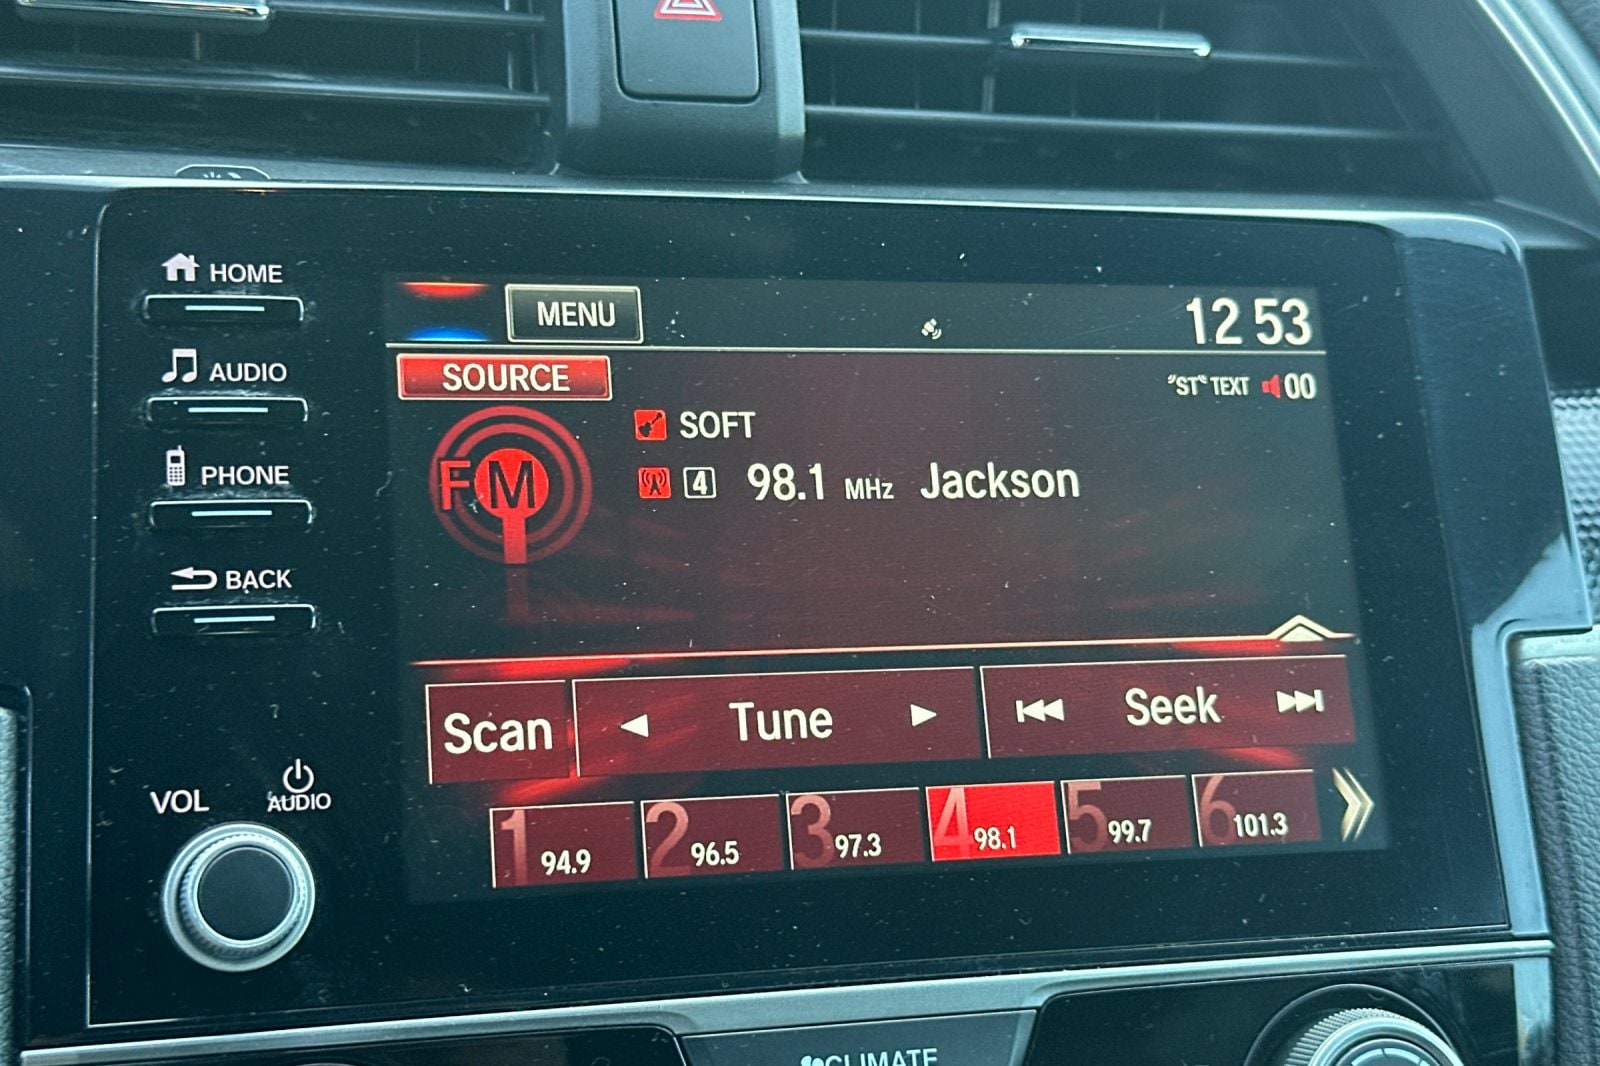 HOME
AUDIO
PHONE
BACK
VOL
AUDIO
MENU
12 53
SOURCE
"ST" TEXT 00
FM
SOFT
4 98.1 MHz Jackson
Scan
Tune
Seek
1 94.9
2 96.5
3 97.3
4 98.1
5 99.7
6 101.3
CLIMATE